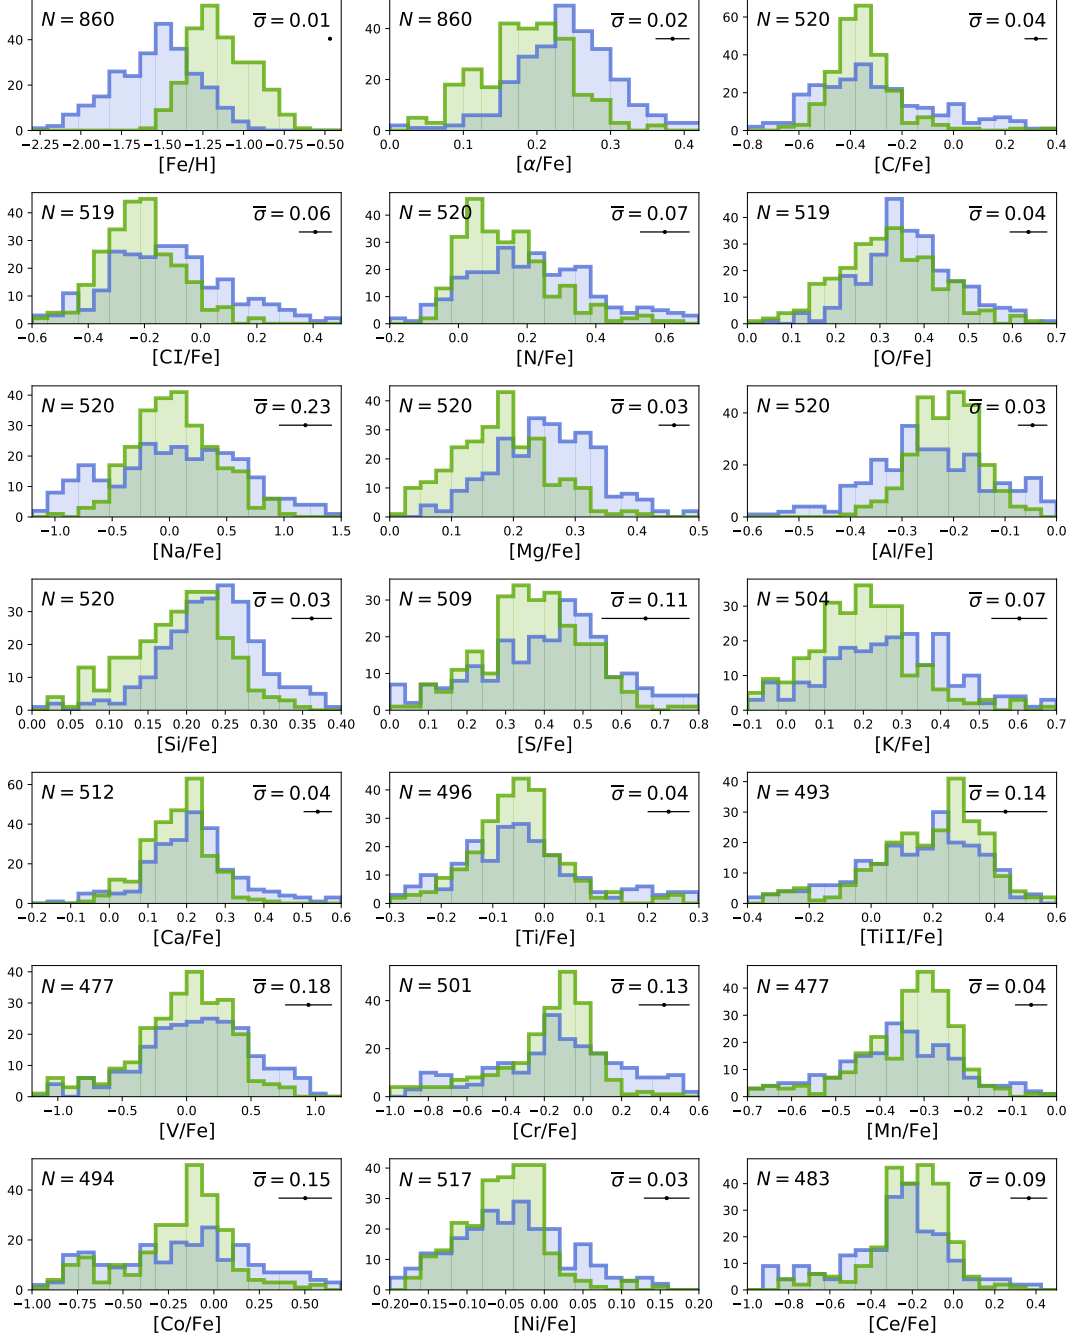 N = 860 σ̅ = 0.01
0 20 40
−2.25 −2.00 −1.75 −1.50 −1.25 −1.00 −0.75 −0.50
[Fe/H]
N = 860 σ̅ = 0.02
0 20 40
0.0 0.1 0.2 0.3 0.4
[α/Fe]
N = 520 σ̅ = 0.04
0 20 40 60
−0.8 −0.6 −0.4 −0.2 0.0 0.2 0.4
[C/Fe]
N = 519 σ̅ = 0.06
0 10 20 30 40
−0.6 −0.4 −0.2 0.0 0.2 0.4
[CI/Fe]
N = 520 σ̅ = 0.07
0 10 20 30 40
−0.2 0.0 0.2 0.4 0.6
[N/Fe]
N = 519 σ̅ = 0.04
0 10 20 30 40
0.0 0.1 0.2 0.3 0.4 0.5 0.6 0.7
[O/Fe]
N = 520 σ̅ = 0.23
0 10 20 30 40
−1.0 −0.5 0.0 0.5 1.0 1.5
[Na/Fe]
N = 520 σ̅ = 0.03
0 10 20 30 40
0.0 0.1 0.2 0.3 0.4 0.5
[Mg/Fe]
N = 520 σ̅ = 0.03
0 20 40
−0.6 −0.5 −0.4 −0.3 −0.2 −0.1 0.0
[Al/Fe]
N = 520 σ̅ = 0.03
0 10 20 30
0.00 0.05 0.10 0.15 0.20 0.25 0.30 0.35 0.40
[Si/Fe]
N = 509 σ̅ = 0.11
0 10 20 30
0.0 0.1 0.2 0.3 0.4 0.5 0.6 0.7 0.8
[S/Fe]
N = 504 σ̅ = 0.07
0 10 20 30
−0.1 0.0 0.1 0.2 0.3 0.4 0.5 0.6 0.7
[K/Fe]
N = 512 σ̅ = 0.04
0 20 40 60
−0.2 −0.1 0.0 0.1 0.2 0.3 0.4 0.5 0.6
[Ca/Fe]
N = 496 σ̅ = 0.04
0 10 20 30 40
−0.3 −0.2 −0.1 0.0 0.1 0.2 0.3
[Ti/Fe]
N = 493 σ̅ = 0.14
0 10 20 30 40
−0.4 −0.2 0.0 0.2 0.4 0.6
[TiII/Fe]
N = 477 σ̅ = 0.18
0 10 20 30 40
−1.0 −0.5 0.0 0.5 1.0
[V/Fe]
N = 501 σ̅ = 0.13
0 20 40
−1.0 −0.8 −0.6 −0.4 −0.2 0.0 0.2 0.4 0.6
[Cr/Fe]
N = 477 σ̅ = 0.04
0 20 40
−0.7 −0.6 −0.5 −0.4 −0.3 −0.2 −0.1 0.0
[Mn/Fe]
N = 494 σ̅ = 0.15
0 20 40
−1.00 −0.75 −0.50 −0.25 0.00 0.25 0.50
[Co/Fe]
N = 517 σ̅ = 0.03
0 10 20 30 40
−0.20 −0.15 −0.10 −0.05 0.00 0.05 0.10 0.15 0.20
[Ni/Fe]
N = 483 σ̅ = 0.09
0 20 40
−1.0 −0.8 −0.6 −0.4 −0.2 0.0 0.2 0.4
[Ce/Fe]